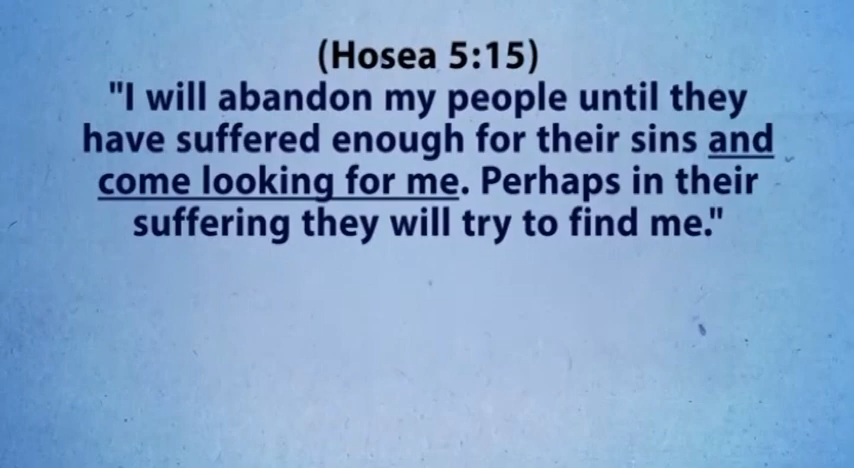 (Hosea 5:15)
"I will abandon my people until they
have suffered enough for their sins and
come looking for me. Perhaps in their
suffering they will try to find me."